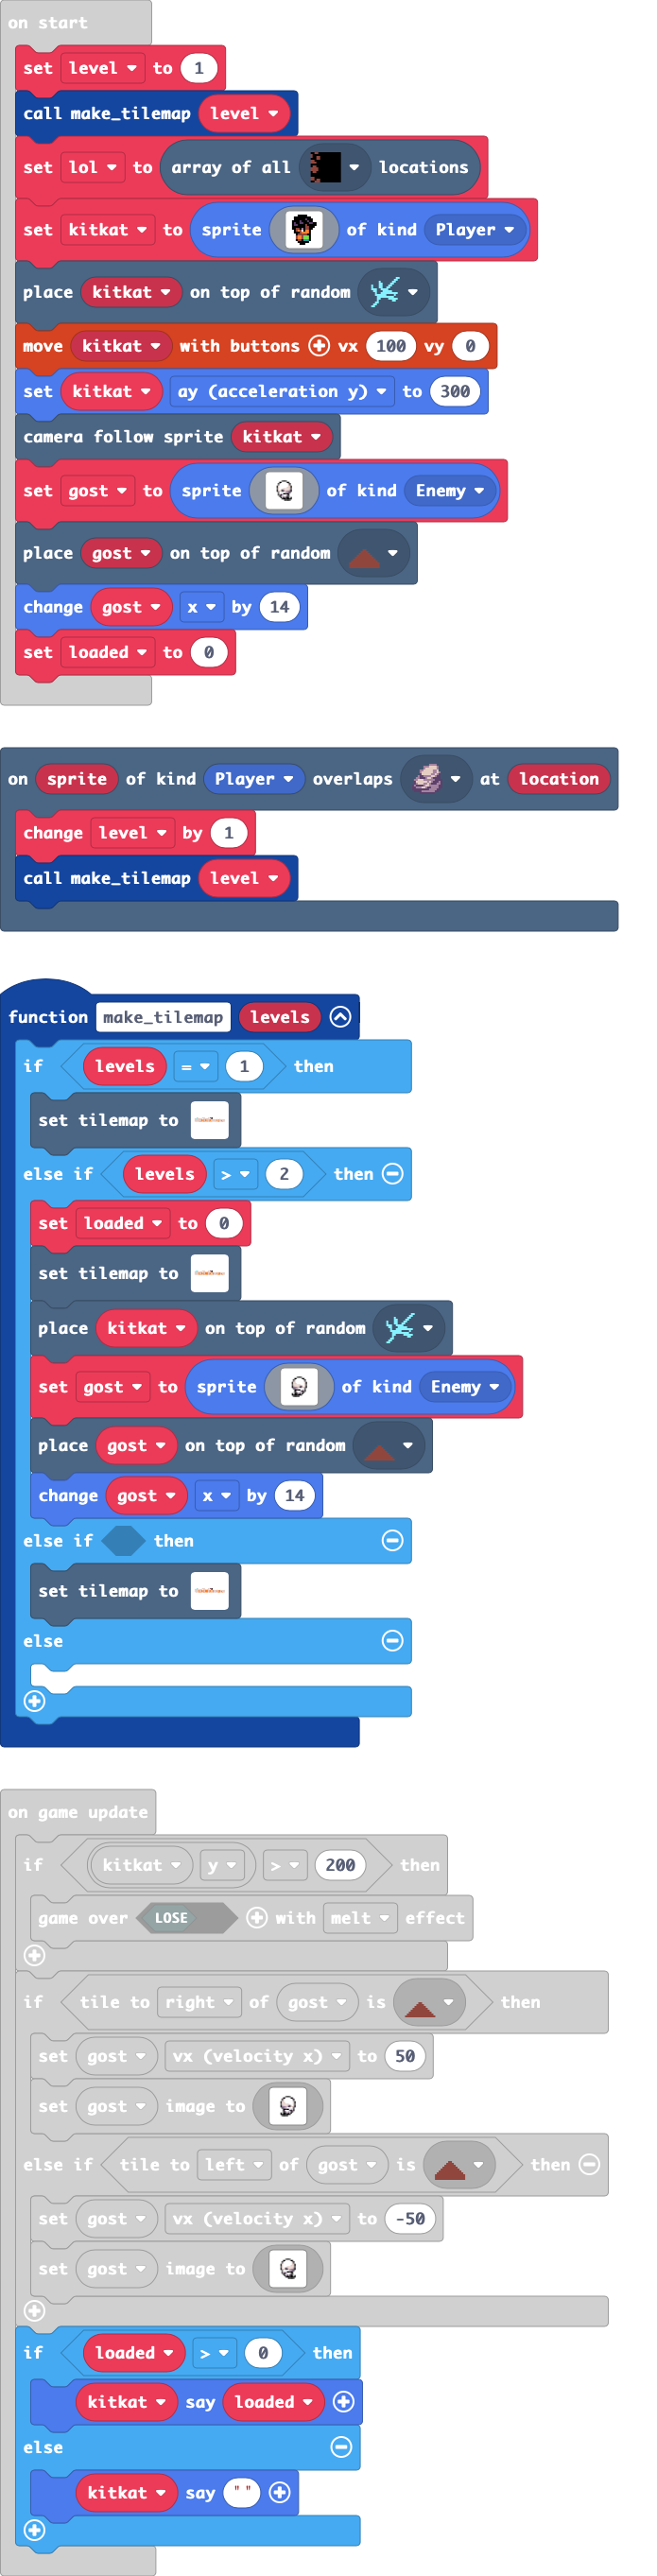 on start
set level to 1
call make_tilemap level
set lol to array of all locations
set kitkat to sprite of kind Player
place kitkat on top of random
move kitkat with buttons vx 100 vy 0
set kitkat ay (acceleration y) to 300
camera follow sprite kitkat
set gost to sprite of kind Enemy
place gost on top of random
change gost x by 14
set loaded to 0
on sprite of kind Player overlaps at location
change level by 1
call make_tilemap level
function make_tilemap levels
if levels = 1 then
set tilemap to
else if levels > 2 then
set loaded to 0
set tilemap to
place kitkat on top of random
set gost to sprite of kind Enemy
place gost on top of random
change gost x by 14
else if then
set tilemap to
else
on game update
if kitkat y > 200 then
game over LOSE with melt effect
if tile to right of gost is then
set gost vx (velocity x) to 50
set gost image to
else if tile to left of gost is then
set gost vx (velocity x) to -50
set gost image to
if loaded > 0 then
kitkat say loaded
else
kitkat say " "